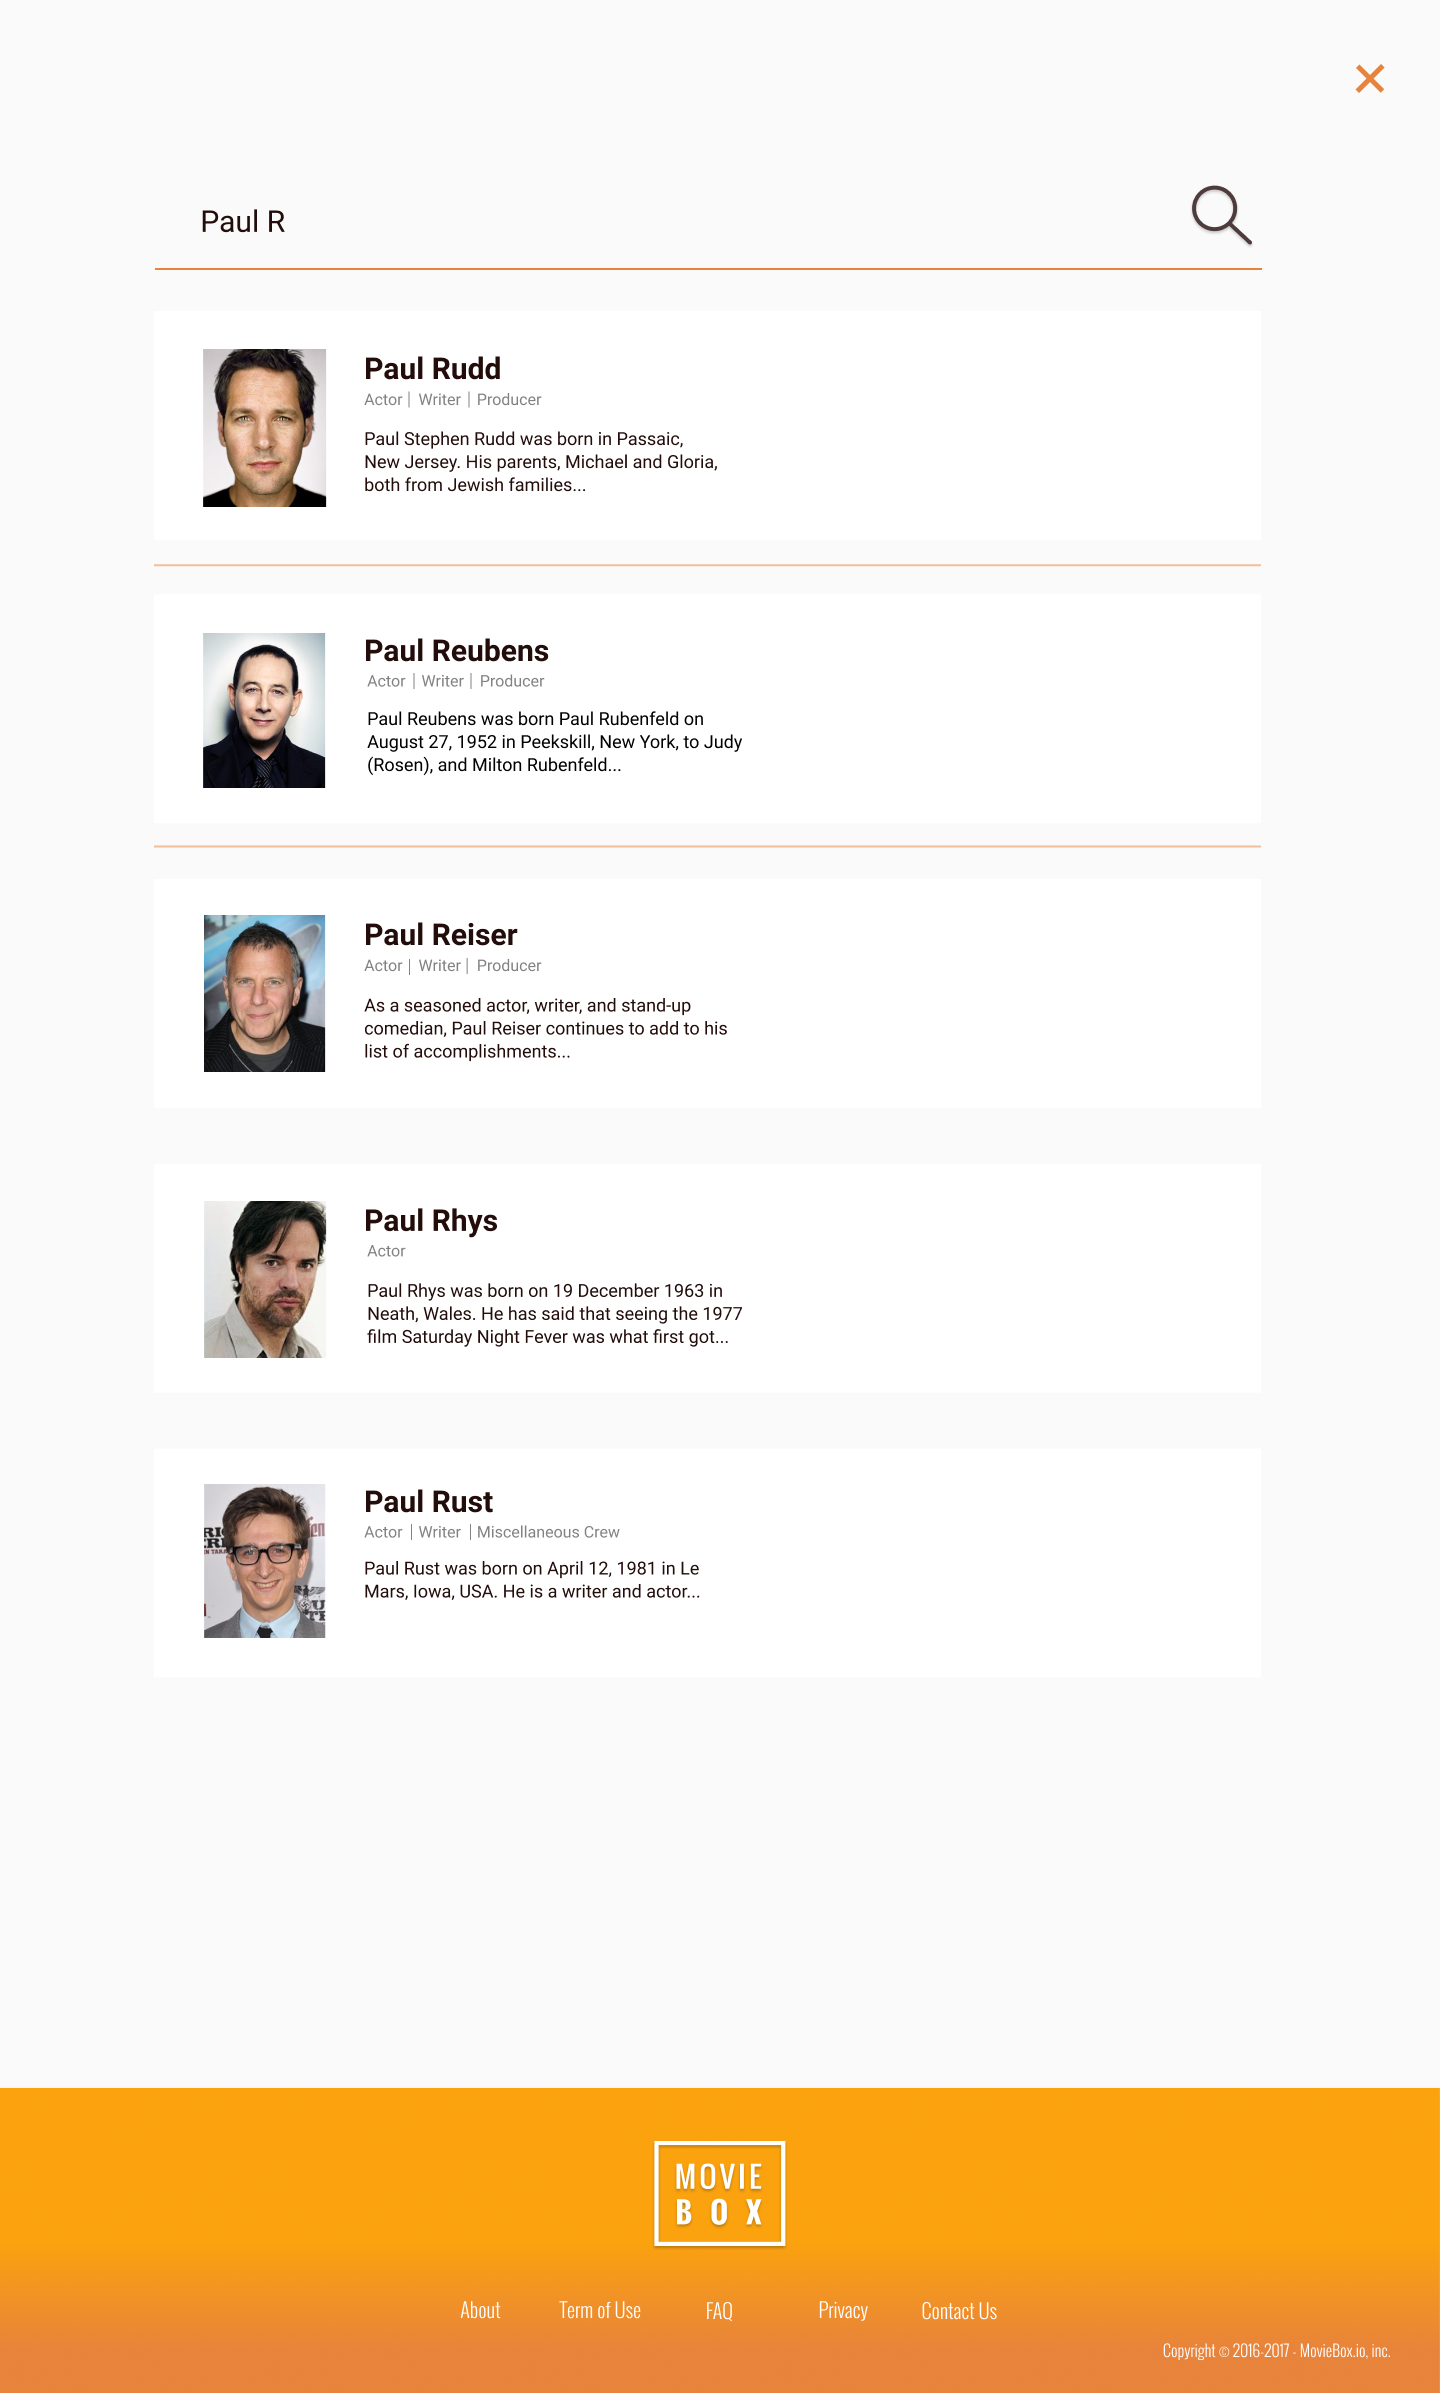 Paul R
Paul Rudd
Actor | Writer | Producer
Paul Stephen Rudd was born in Passaic,
New Jersey. His parents, Michael and Gloria,
both from Jewish families...
Paul Reubens
Actor | Writer | Producer
Paul Reubens was born Paul Rubenfeld on
August 27, 1952 in Peekskill, New York, to Judy
(Rosen), and Milton Rubenfeld...
Paul Reiser
Actor | Writer | Producer
As a seasoned actor, writer, and stand-up
comedian, Paul Reiser continues to add to his
list of accomplishments...
Paul Rhys
Actor
Paul Rhys was born on 19 December 1963 in
Neath, Wales. He has said that seeing the 1977
film Saturday Night Fever was what first got...
Paul Rust
Actor | Writer | Miscellaneous Crew
Paul Rust was born on April 12, 1981 in Le
Mars, Iowa, USA. He is a writer and actor...
MOVIE
BOX
About Term of Use FAQ Privacy Contact Us
Copyright © 2016-2017 - MovieBox.io, inc.